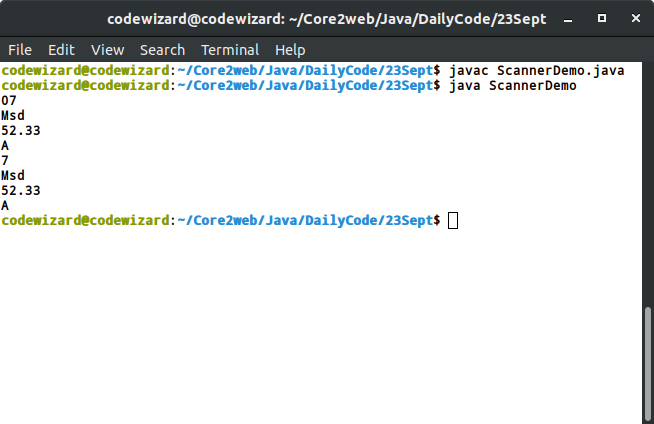 codewizard@codewizard: ~/Core2web/Java/DailyCode/23Sept
File Edit View Search Terminal Help
codewizard@codewizard:~/Core2web/Java/DailyCode/23Sept$ javac ScannerDemo.java
codewizard@codewizard:~/Core2web/Java/DailyCode/23Sept$ java ScannerDemo
07
Msd
52.33
A
7
Msd
52.33
A
codewizard@codewizard:~/Core2web/Java/DailyCode/23Sept$